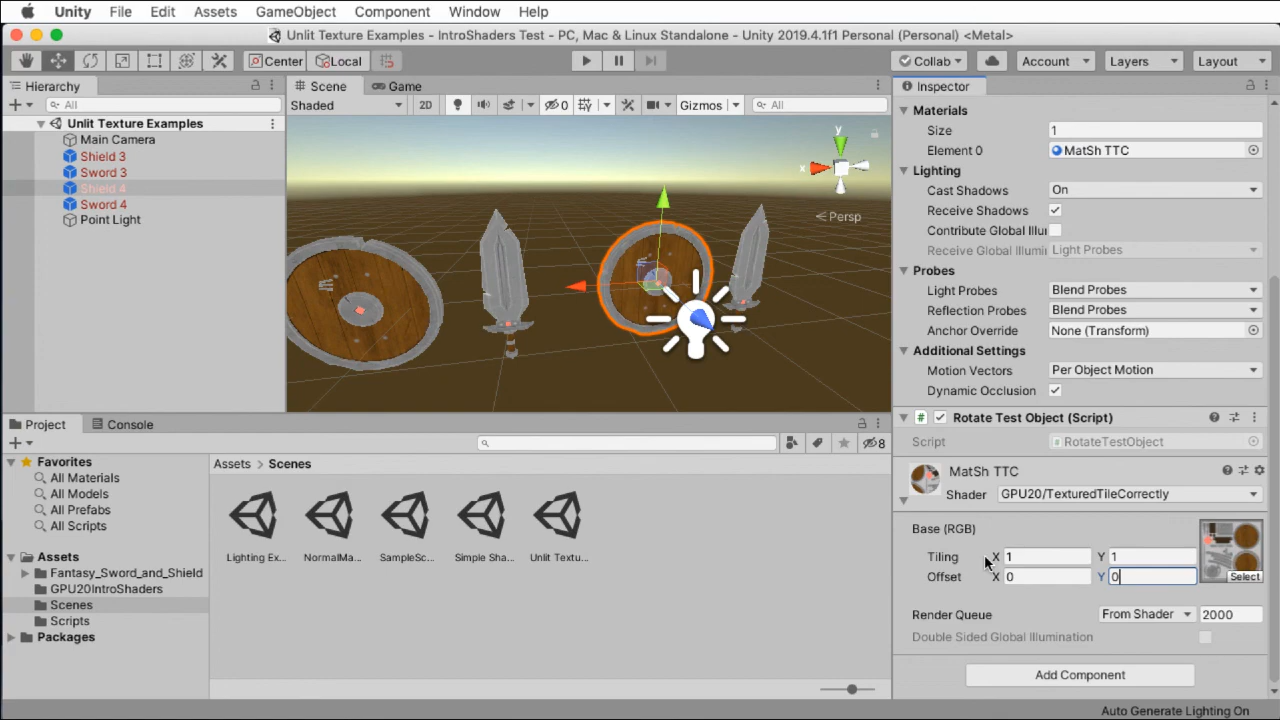 Unity File Edit Assets GameObject Component Window Help
Unlit Texture Examples - IntroShaders Test - PC, Mac & Linux Standalone - Unity 2019.4.1f1 Personal (Personal) <Metal>
Center Local Collab Account Layers Layout
Hierarchy
All
Unlit Texture Examples
Main Camera
Shield 3
Sword 3
Shield 4
Sword 4
Point Light
Scene Game
Shaded 2D 0 Gizmos All
y
x
Persp
Project Console
8
Favorites
All Materials
All Models
All Prefabs
All Scripts
Assets
Fantasy_Sword_and_Shield
GPU20IntroShaders
Scenes
Scripts
Packages
Assets > Scenes
Lighting Ex... NormalMa... SampleSc... Simple Sha... Unlit Textu...
Inspector
Materials
Size 1
Element 0 MatSh TTC
Lighting
Cast Shadows On
Receive Shadows
Contribute Global Illu
Receive Global Illumi Light Probes
Probes
Light Probes Blend Probes
Reflection Probes Blend Probes
Anchor Override None (Transform)
Additional Settings
Motion Vectors Per Object Motion
Dynamic Occlusion
# Rotate Test Object (Script)
Script RotateTestObject
MatSh TTC
Shader GPU20/TexturedTileCorrectly
Base (RGB)
Tiling X 1 Y 1
Offset X 0 Y 0
Select
Render Queue From Shader 2000
Double Sided Global Illumination
Add Component
Auto Generate Lighting On